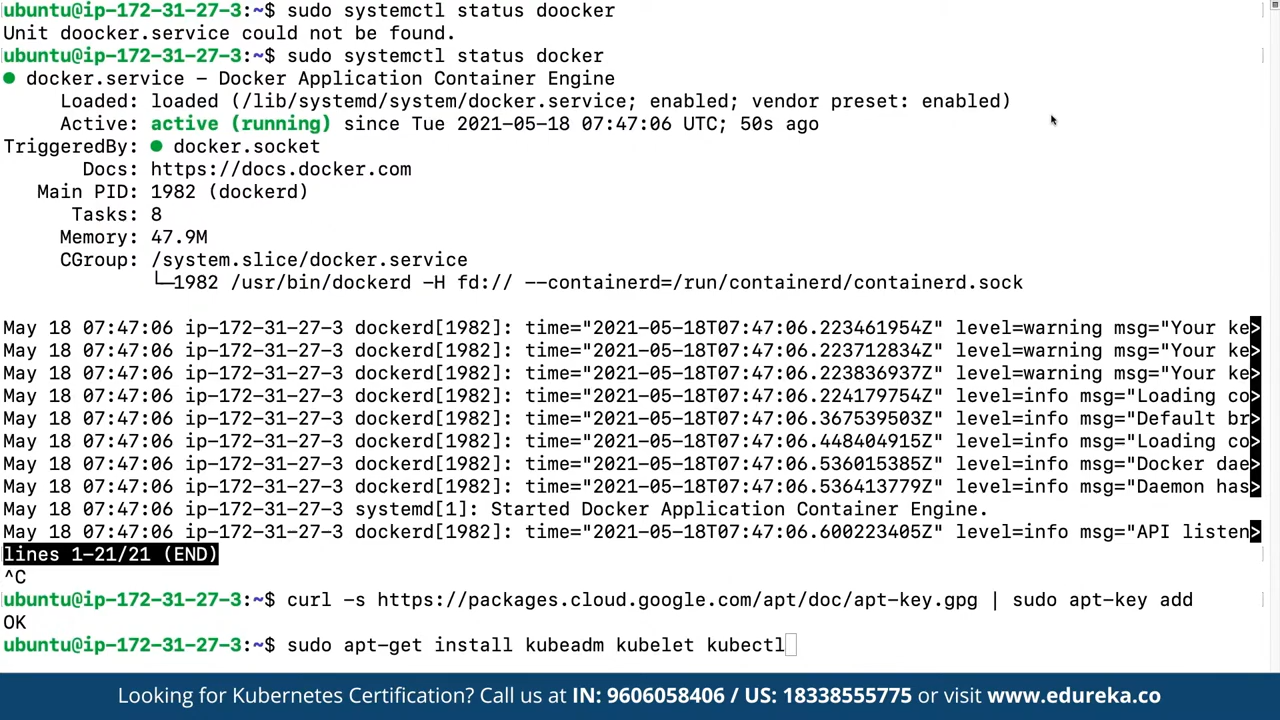 ubuntu@ip-172-31-27-3:~$ sudo systemctl status doocker
Unit doocker.service could not be found.
ubuntu@ip-172-31-27-3:~$ sudo systemctl status docker
● docker.service - Docker Application Container Engine
Loaded: loaded (/lib/systemd/system/docker.service; enabled; vendor preset: enabled)
Active: active (running) since Tue 2021-05-18 07:47:06 UTC; 50s ago
TriggeredBy: ● docker.socket
Docs: https://docs.docker.com
Main PID: 1982 (dockerd)
Tasks: 8
Memory: 47.9M
CGroup: /system.slice/docker.service
└─1982 /usr/bin/dockerd -H fd:// --containerd=/run/containerd/containerd.sock
May 18 07:47:06 ip-172-31-27-3 dockerd[1982]: time="2021-05-18T07:47:06.223461954Z" level=warning msg="Your ke>
May 18 07:47:06 ip-172-31-27-3 dockerd[1982]: time="2021-05-18T07:47:06.223712834Z" level=warning msg="Your ke>
May 18 07:47:06 ip-172-31-27-3 dockerd[1982]: time="2021-05-18T07:47:06.223836937Z" level=warning msg="Your ke>
May 18 07:47:06 ip-172-31-27-3 dockerd[1982]: time="2021-05-18T07:47:06.224179754Z" level=info msg="Loading co>
May 18 07:47:06 ip-172-31-27-3 dockerd[1982]: time="2021-05-18T07:47:06.367539503Z" level=info msg="Default br>
May 18 07:47:06 ip-172-31-27-3 dockerd[1982]: time="2021-05-18T07:47:06.448404915Z" level=info msg="Loading co>
May 18 07:47:06 ip-172-31-27-3 dockerd[1982]: time="2021-05-18T07:47:06.536015385Z" level=info msg="Docker dae>
May 18 07:47:06 ip-172-31-27-3 dockerd[1982]: time="2021-05-18T07:47:06.536413779Z" level=info msg="Daemon has>
May 18 07:47:06 ip-172-31-27-3 systemd[1]: Started Docker Application Container Engine.
May 18 07:47:06 ip-172-31-27-3 dockerd[1982]: time="2021-05-18T07:47:06.600223405Z" level=info msg="API listen>
lines 1-21/21 (END)
^C
ubuntu@ip-172-31-27-3:~$ curl -s https://packages.cloud.google.com/apt/doc/apt-key.gpg | sudo apt-key add
OK
ubuntu@ip-172-31-27-3:~$ sudo apt-get install kubeadm kubelet kubectl
Looking for Kubernetes Certification? Call us at IN: 9606058406 / US: 18338555775 or visit www.edureka.co